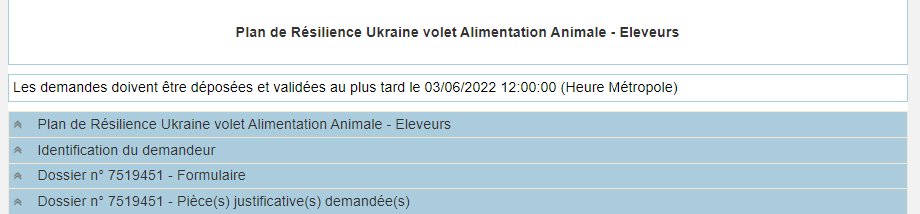 Plan de Résilience Ukraine volet Alimentation Animale - Eleveurs
Les demandes doivent être déposées et validées au plus tard le 03/06/2022 12:00:00 (Heure Métropole)
Plan de Résilience Ukraine volet Alimentation Animale - Eleveurs
Identification du demandeur
Dossier n° 7519451 - Formulaire
Dossier n° 7519451 - Pièce(s) justificative(s) demandée(s)